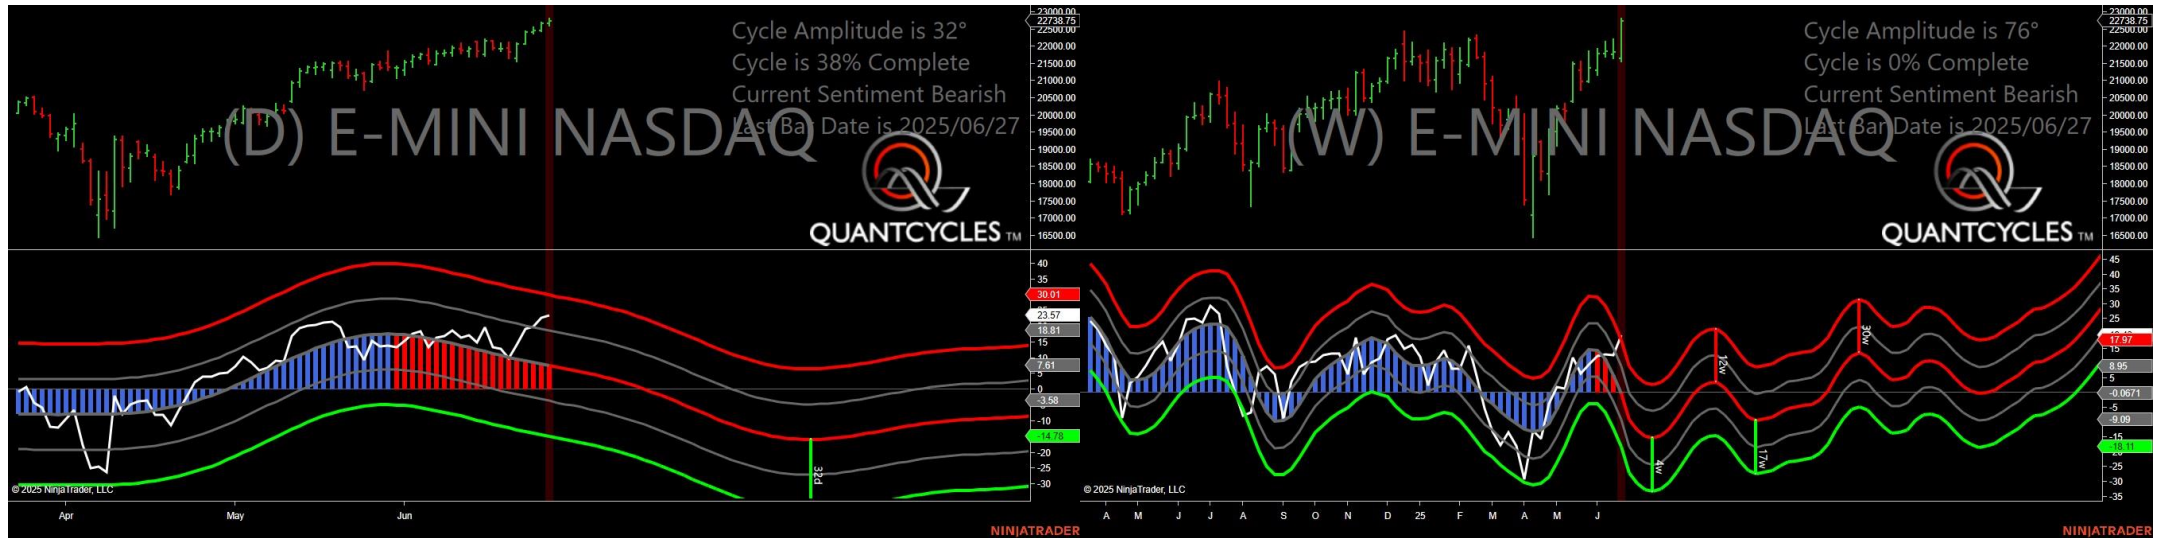 Cycle Amplitude is 32°
Cycle is 38% Complete
Current Sentiment Bearish
Last Bar Date is 2025/06/27
(D) E-MINI NASDAQ
QUANTCYCLES TM
23000.00
22738.75
22500.00
22000.00
21500.00
21000.00
20500.00
20000.00
19500.00
19000.00
18500.00
18000.00
17500.00
17000.00
16500.00
40
35
30.01
23.57
18.81
15
10
7.61
5
0
-3.58
-10
-14.78
-20
-25
-30
32d
© 2025 NinjaTrader, LLC
Apr
May
Jun
NINJATRADER
Cycle Amplitude is 76°
Cycle is 0% Complete
Current Sentiment Bearish
Last Bar Date is 2025/06/27
(W) E-MINI NASDAQ
QUANTCYCLES TM
23000.00
22738.75
22500.00
22000.00
21500.00
21000.00
20500.00
20000.00
19500.00
19000.00
18500.00
18000.00
17500.00
17000.00
16500.00
45
40
35
30
25
17.97
15
8.95
5
-0.0671
-5
-9.09
-15
-18.11
-25
-30
-35
4w
12w
17w
30w
© 2025 NinjaTrader, LLC
A M J J A S O N D 25 F M A M J
NINJATRADER